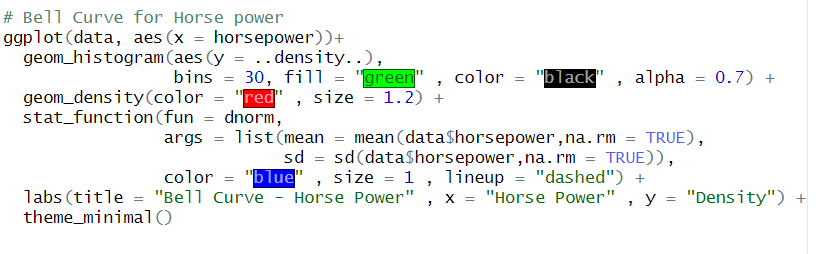 # Bell Curve for Horse power
ggplot(data, aes(x = horsepower))+
  geom_histogram(aes(y = ..density..),
                 bins = 30, fill = "green" , color = "black" , alpha = 0.7) +
  geom_density(color = "red" , size = 1.2) +
  stat_function(fun = dnorm,
                args = list(mean = mean(data$horsepower,na.rm = TRUE),
                            sd = sd(data$horsepower,na.rm = TRUE)),
                color = "blue" , size = 1 , lineup = "dashed") +
  labs(title = "Bell Curve - Horse Power" , x = "Horse Power" , y = "Density") +
  theme_minimal()